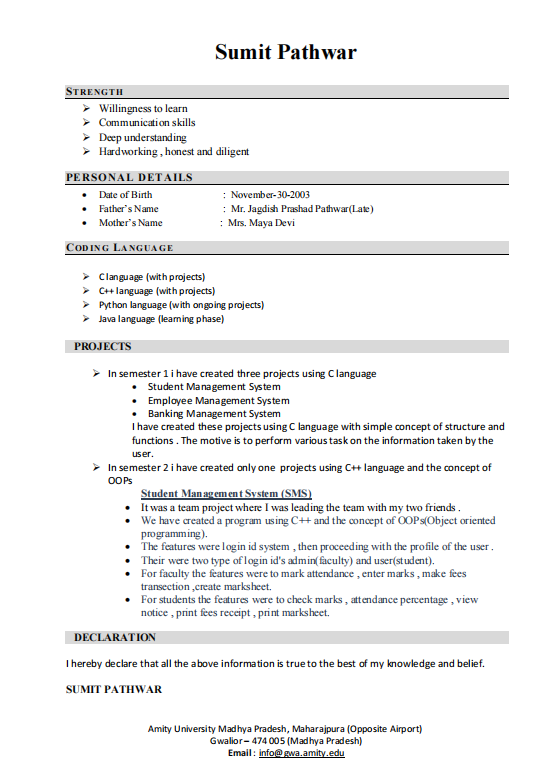 Sumit Pathwar
STRENGTH
➢ Willingness to learn
➢ Communication skills
➢ Deep understanding
➢ Hardworking , honest and diligent
PERSONAL DETAILS
• Date of Birth : November-30-2003
• Father's Name : Mr. Jagdish Prashad Pathwar(Late)
• Mother's Name : Mrs. Maya Devi
CODING LANGUAGE
➢ C language (with projects)
➢ C++ language (with projects)
➢ Python language (with ongoing projects)
➢ Java language (learning phase)
PROJECTS
➢ In semester 1 i have created three projects using C language
• Student Management System
• Employee Management System
• Banking Management System
I have created these projects using C language with simple concept of structure and
functions . The motive is to perform various task on the information taken by the
user.
➢ In semester 2 i have created only one projects using C++ language and the concept of
OOPs
Student Management System (SMS)
• It was a team project where I was leading the team with my two friends .
• We have created a program using C++ and the concept of OOPs(Object oriented
programming).
• The features were login id system , then proceeding with the profile of the user .
• Their were two type of login id's admin(faculty) and user(student).
• For faculty the features were to mark attendance , enter marks , make fees
transection ,create marksheet.
• For students the features were to check marks , attendance percentage , view
notice , print fees receipt , print marksheet.
DECLARATION
I hereby declare that all the above information is true to the best of my knowledge and belief.
SUMIT PATHWAR
Amity University Madhya Pradesh, Maharajpura (Opposite Airport)
Gwalior – 474 005 (Madhya Pradesh)
Email : info@gwa.amity.edu